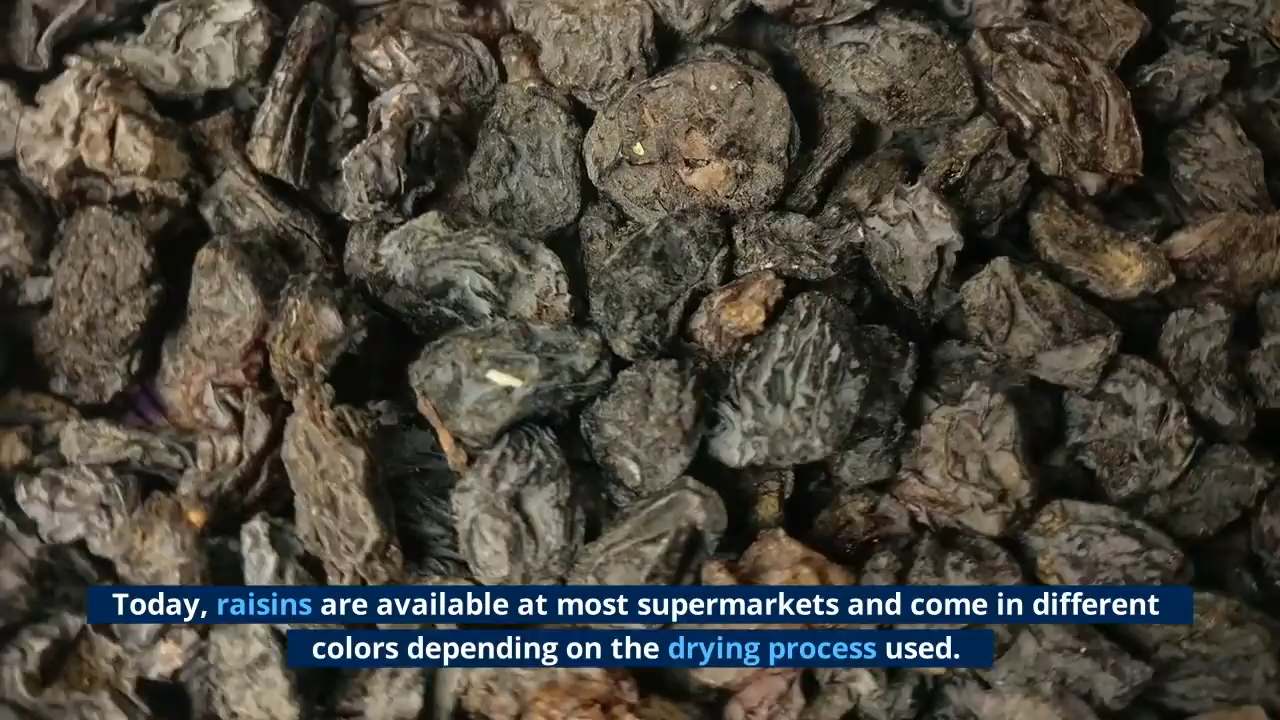 Today, raisins are available at most supermarkets and come in different
colors depending on the drying process used.